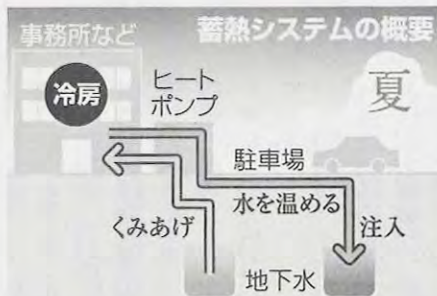 蓄熱システムの概要
事務所など
冷房
ヒート
ポンプ
夏
駐車場
水を温める
くみあげ
注入
地下水